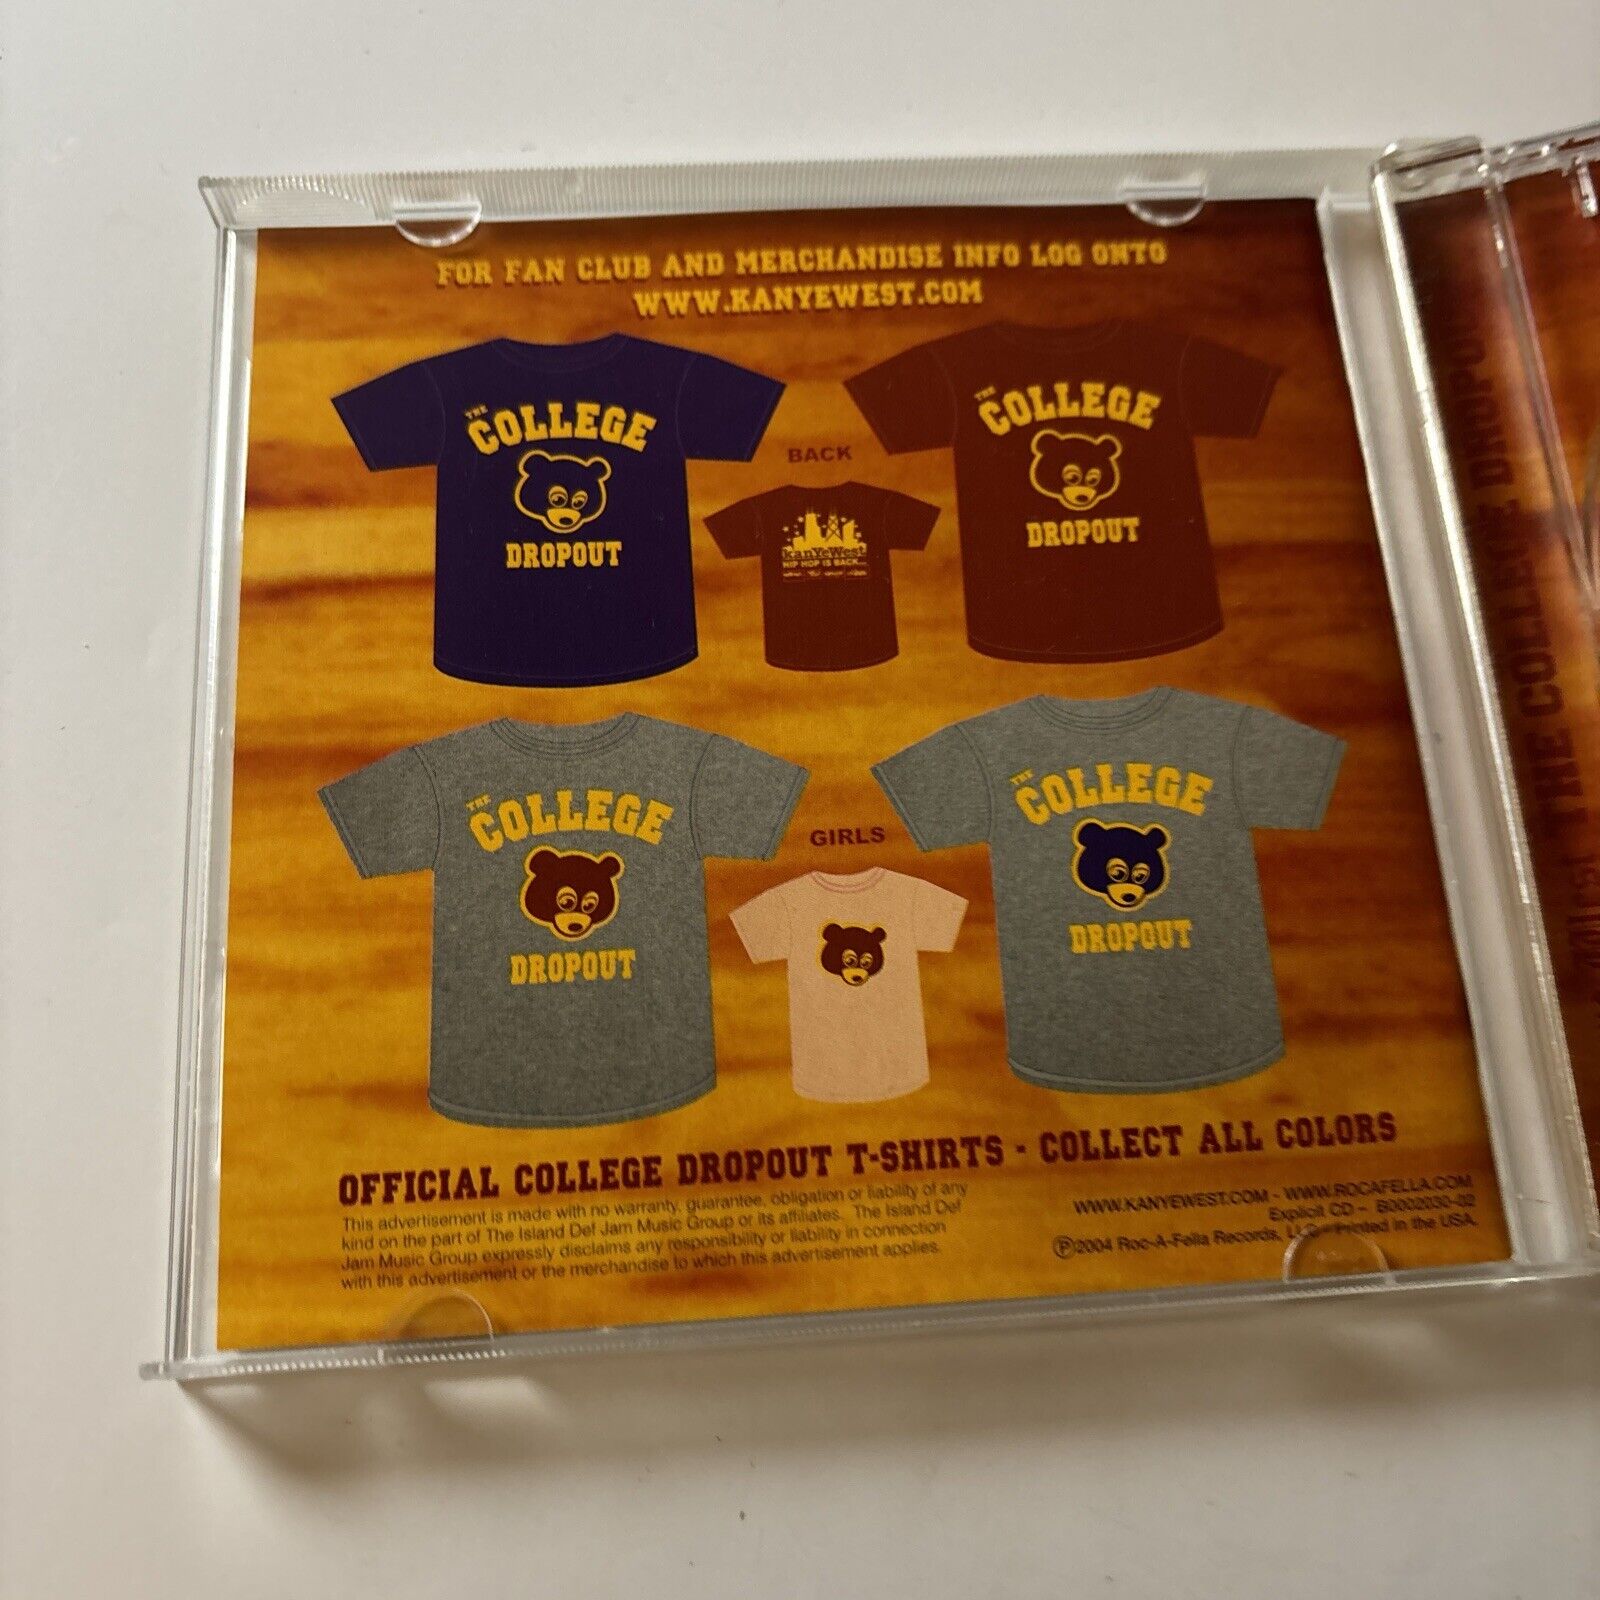 FOR FAN CLUB AND MERCHANDISE INFO LOG ONTO
WWW.KANYEWEST.COM
THE
COLLEGE
DROPOUT
BACK
kanYeWest
HIP HOP IS BACK...
THE
COLLEGE
DROPOUT
THE
COLLEGE
DROPOUT
GIRLS
THE
COLLEGE
DROPOUT
OFFICIAL COLLEGE DROPOUT T-SHIRTS - COLLECT ALL COLORS
This advertisement is made with no warranty, guarantee, obligation or liability of any
kind on the part of The Island Def Jam Music Group or its affiliates. The Island Def
Jam Music Group expressly disclaims any responsibility or liability in connection
with this advertisement or the merchandise to which this advertisement applies.
WWW.KANYEWEST.COM - WWW.ROCAFELLA.COM
Explicit CD - B0002030-02
℗2004 Roc-A-Fella Records, LLC Printed in the USA.
THE COLLEGE DROPOUT